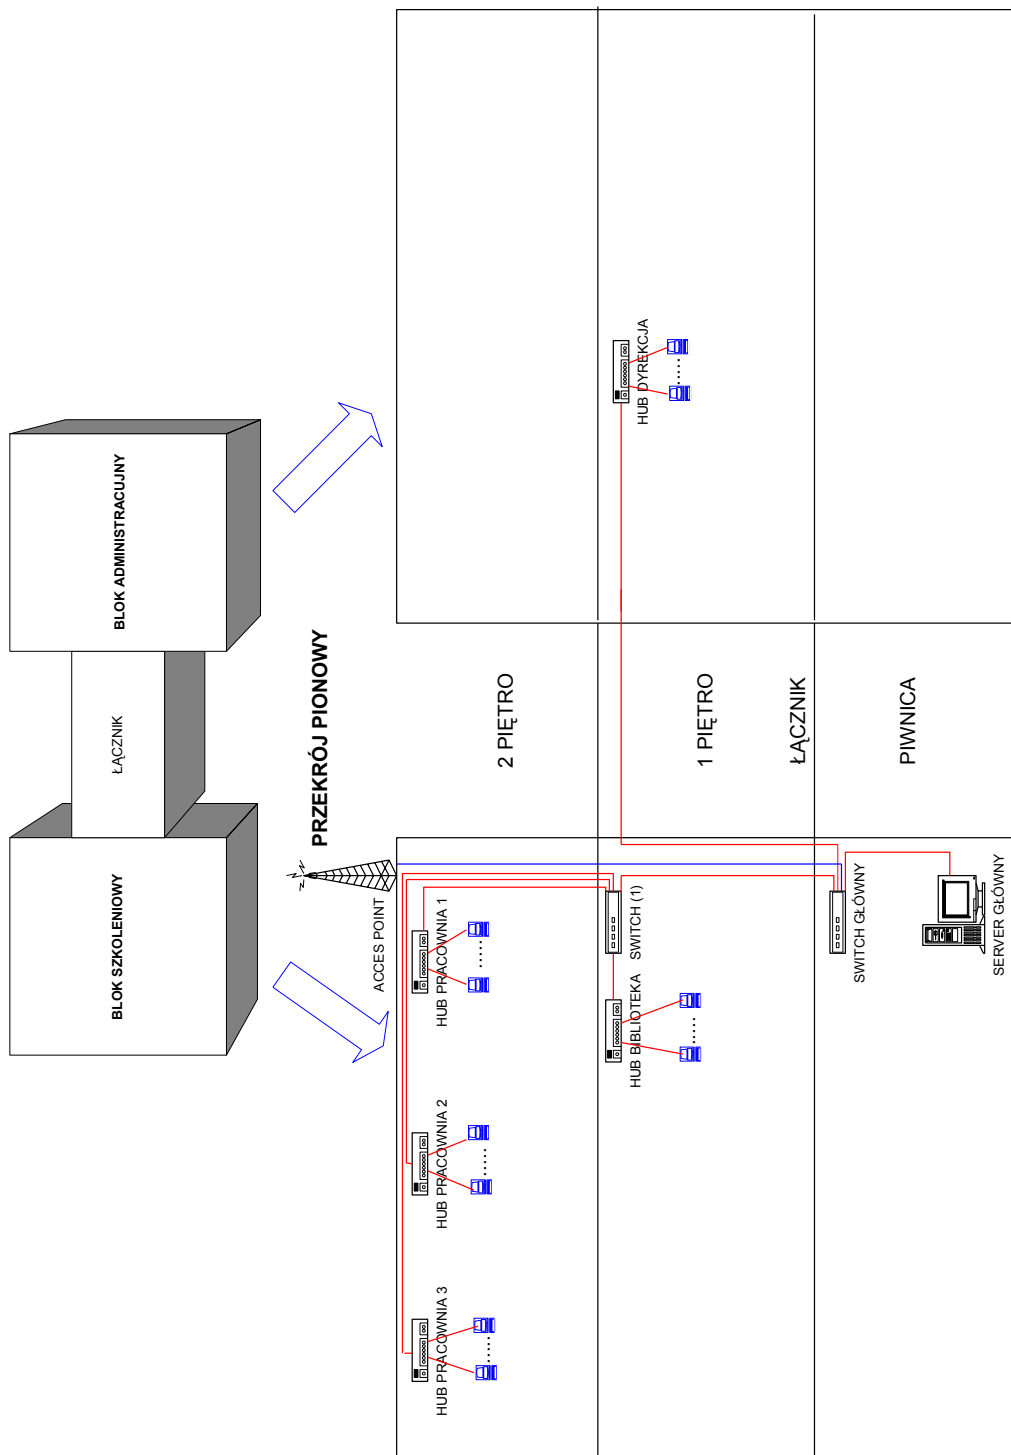 BLOK SZKOLENIOWY
ŁĄCZNIK
BLOK ADMINISTRACUJNY
PRZEKRÓJ PIONOWY
ACCES POINT
HUB PRACOWNIA 3
HUB PRACOWNIA 2
HUB PRACOWNIA 1
2 PIĘTRO
HUB BIBLIOTEKA
SWITCH (1)
1 PIĘTRO
HUB DYREKCJA
ŁĄCZNIK
SWITCH GŁÓWNY
PIWNICA
SERVER GŁÓWNY